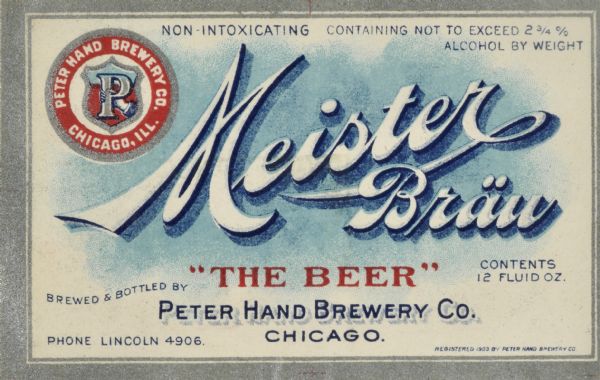 NON-INTOXICATING CONTAINING NOT TO EXCEED 2 3/4 %
ALCOHOL BY WEIGHT
PETER HAND BREWERY CO.
CHICAGO, ILL.
Meister
Bräu
"THE BEER"
CONTENTS
12 FLUID OZ.
BREWED & BOTTLED BY
PETER HAND BREWERY CO.
CHICAGO.
PHONE LINCOLN 4906.
REGISTERED 1903 BY PETER HAND BREWERY CO.